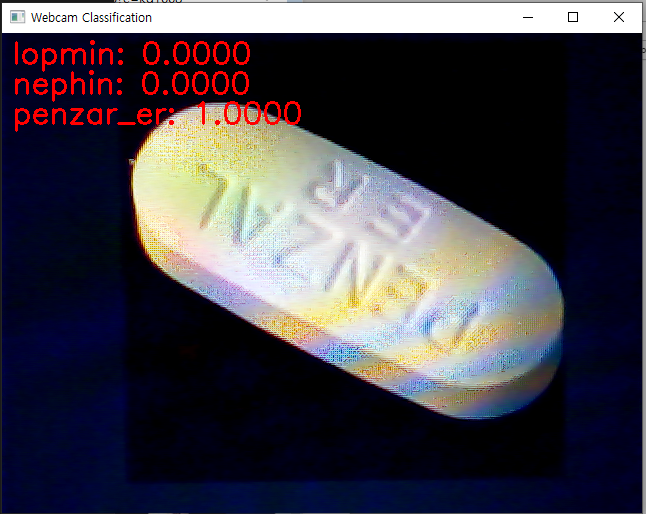 Webcam Classification
lopmin: 0.0000
nephin: 0.0000
penzar_er: 1.0000
PENZAL
ER